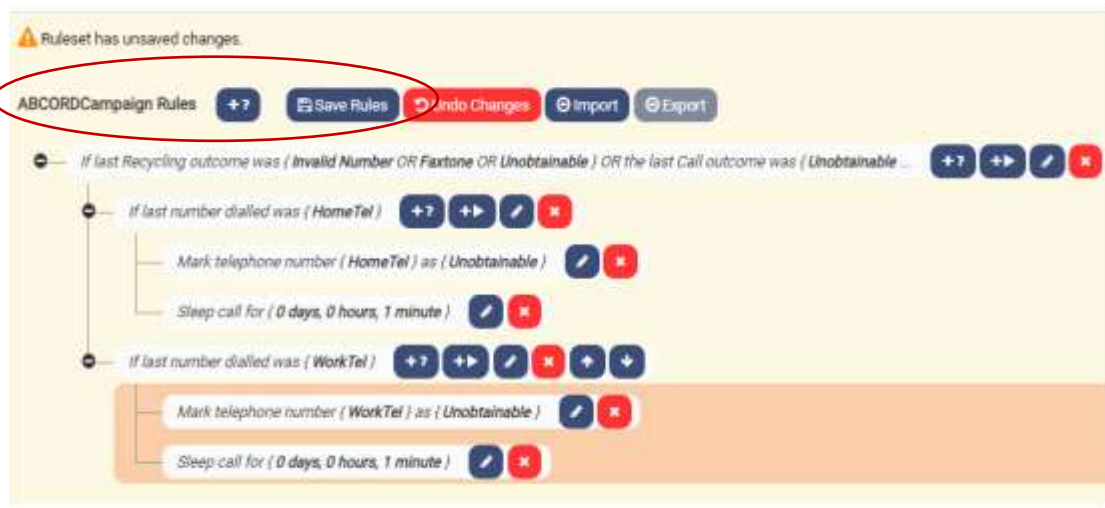 Ruleset has unsaved changes.
ABCORDCampaign Rules +? Save Rules Undo Changes Import Export
If last Recycling outcome was ( Invalid Number OR Faxtone OR Unobtainable ) OR the last Call outcome was ( Unobtainable ... +?
If last number dialled was ( HomeTel ) +?
Mark telephone number ( HomeTel ) as ( Unobtainable )
Sleep call for ( 0 days, 0 hours, 1 minute )
If last number dialled was ( WorkTel ) +?
Mark telephone number ( WorkTel ) as ( Unobtainable )
Sleep call for ( 0 days, 0 hours, 1 minute )